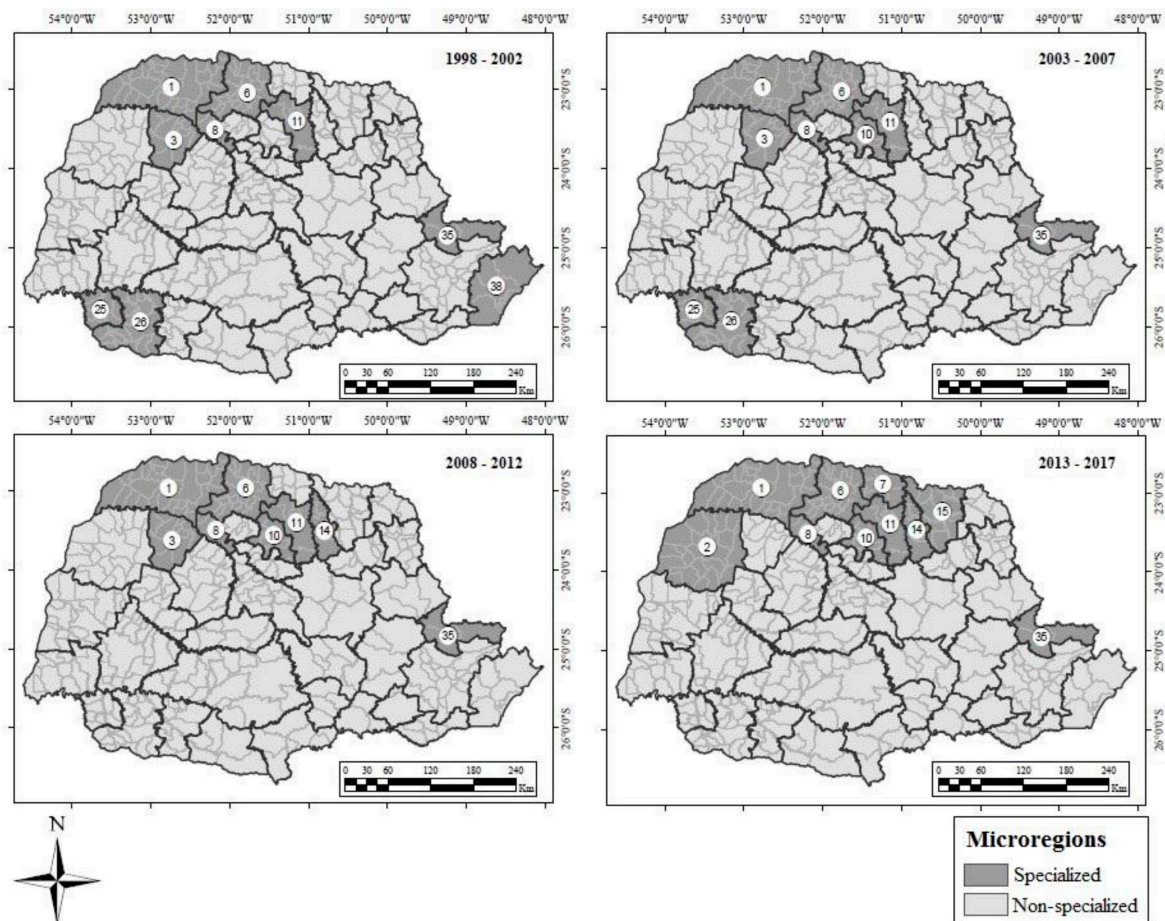 54°0'0"W 53°0'0"W 52°0'0"W 51°0'0"W 50°0'0"W 49°0'0"W 48°0'0"W
1998 - 2002
1
6
11
3
8
35
38
25
26
23°0'0"S
24°0'0"S
25°0'0"S
26°0'0"S
0 30 60 120 180 240
Km
54°0'0"W 53°0'0"W 52°0'0"W 51°0'0"W 50°0'0"W 49°0'0"W 48°0'0"W
2003 - 2007
1
6
11
3
8
10
35
25
26
23°0'0"S
24°0'0"S
25°0'0"S
26°0'0"S
0 30 60 120 180 240
Km
54°0'0"W 53°0'0"W 52°0'0"W 51°0'0"W 50°0'0"W 49°0'0"W 48°0'0"W
2008 - 2012
1
6
11
3
8
10
14
35
23°0'0"S
24°0'0"S
25°0'0"S
26°0'0"S
0 30 60 120 180 240
Km
54°0'0"W 53°0'0"W 52°0'0"W 51°0'0"W 50°0'0"W 49°0'0"W 48°0'0"W
2013 - 2017
1
6
7
15
2
8
10
11
14
35
23°0'0"S
24°0'0"S
25°0'0"S
26°0'0"S
0 30 60 120 180 240
Km
N
Microregions
Specialized
Non-specialized